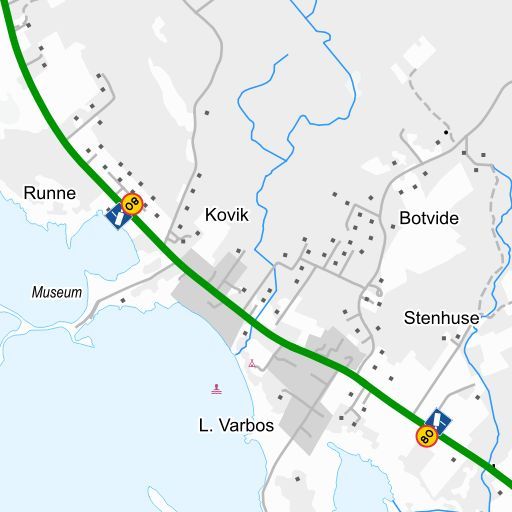 Runne
80
Kovik
Botvide
Museum
Stenhuse
L. Varbos
80